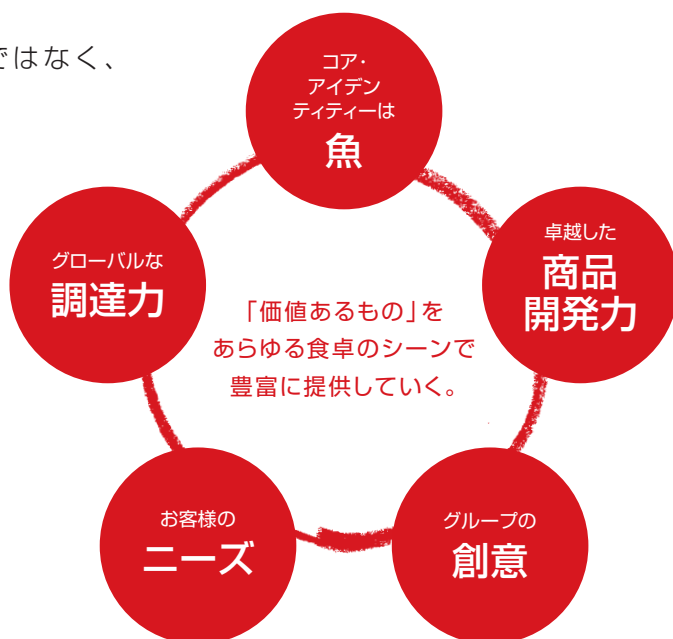 ではなく、
コア・
アイデン
ティティーは
魚
卓越した
商品
開発力
グループの
創意
お客様の
ニーズ
グローバルな
調達力
「価値あるもの」を
あらゆる食卓のシーンで
豊富に提供していく。